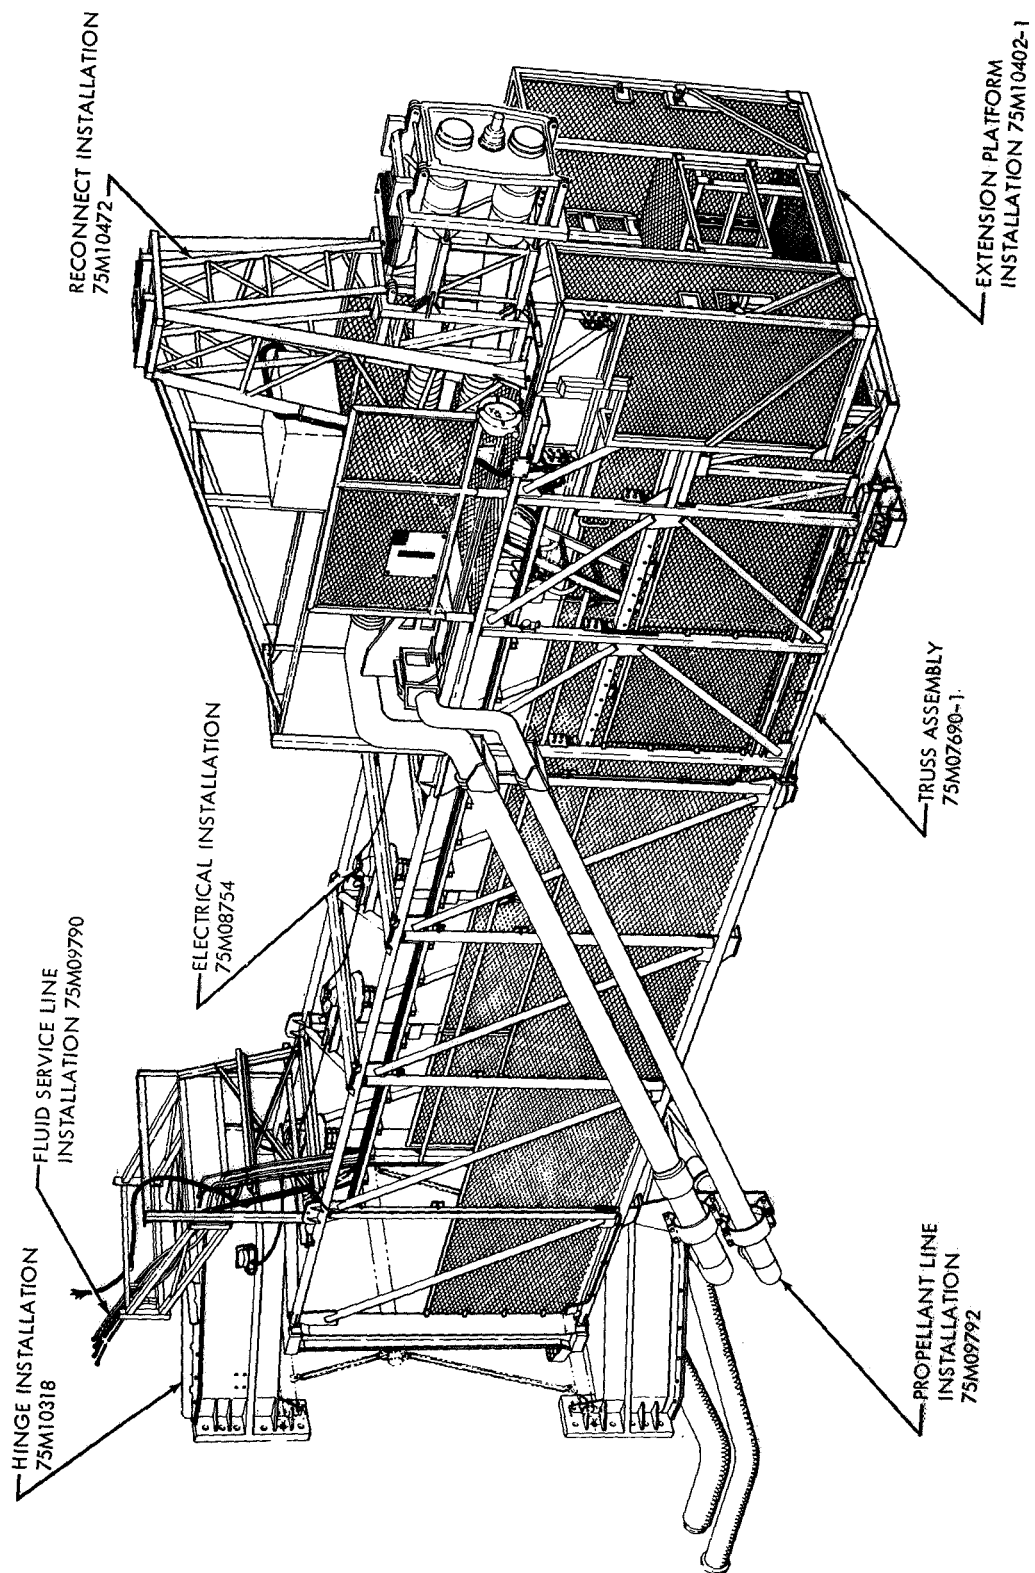 HINGE INSTALLATION
75M10318
FLUID SERVICE LINE
INSTALLATION 75M09790
ELECTRICAL INSTALLATION
75M08754
RECONNECT INSTALLATION
75M10472
PROPELLANT LINE
INSTALLATION
75M09792
TRUSS ASSEMBLY
75M07690-1
EXTENSION PLATFORM
INSTALLATION 75M10402-1